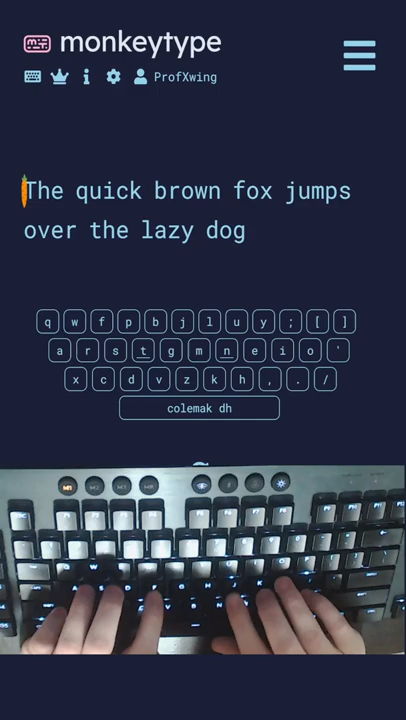 monkeytype
ProfXwing
The quick brown fox jumps
over the lazy dog
q w f p b j l u y ; [ ]
a r s t g m n e i o '
x c d v z k h , . /
colemak dh